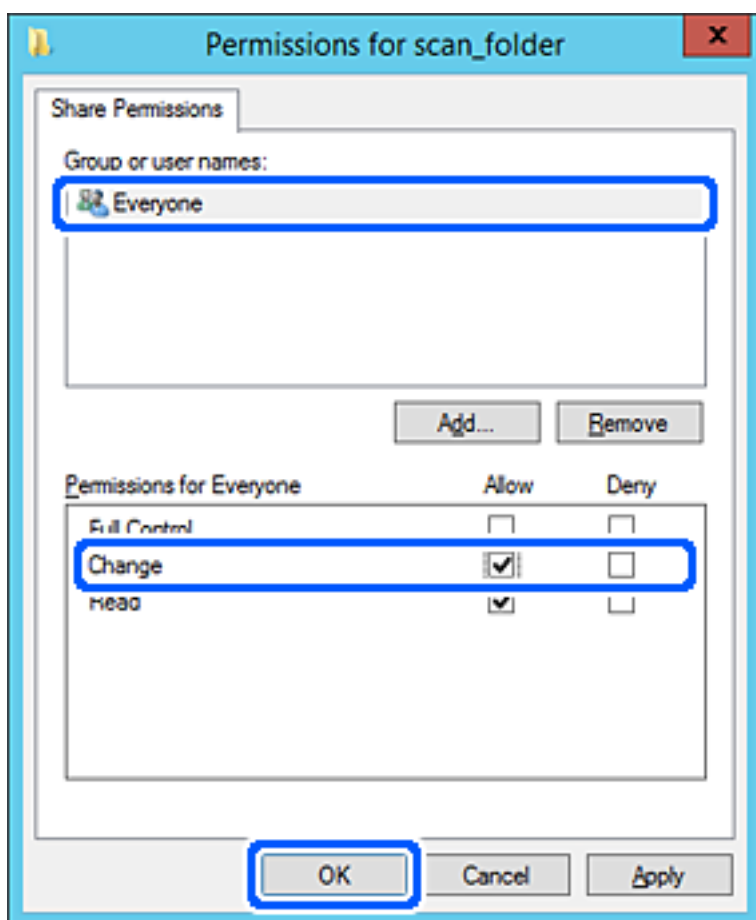 Permissions for scan_folder
Share Permissions
Group or user names:
Everyone
Add...
Remove
Permissions for Everyone Allow Deny
Full Control
Change
Read
OK
Cancel
Apply